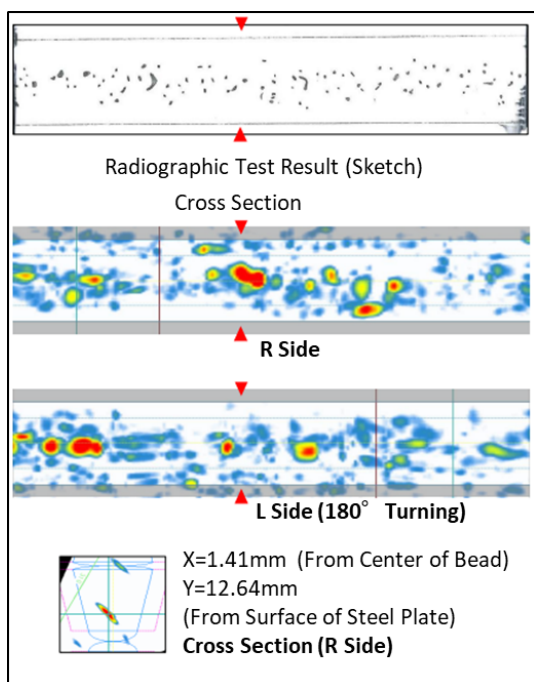 Radiographic Test Result (Sketch)
Cross Section
R Side
L Side (180° Turning)
X=1.41mm (From Center of Bead)
Y=12.64mm
(From Surface of Steel Plate)
Cross Section (R Side)